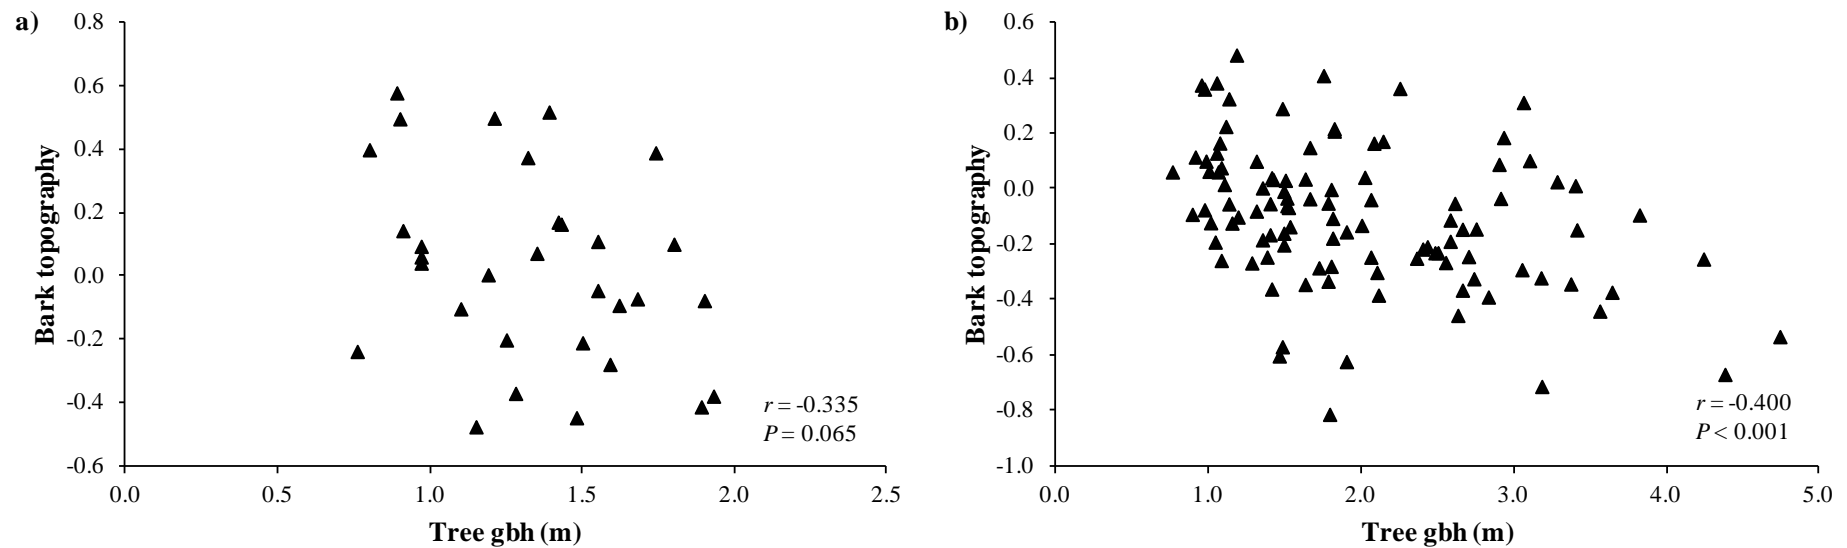 a)
0.8
0.6
0.4
0.2
0.0
-0.2
-0.4
-0.6
Bark topography
0.0
0.5
1.0
1.5
2.0
2.5
Tree gbh (m)
r = -0.335
P = 0.065
b)
0.6
0.4
0.2
0.0
-0.2
-0.4
-0.6
-0.8
-1.0
Bark topography
0.0
1.0
2.0
3.0
4.0
5.0
Tree gbh (m)
r = -0.400
P < 0.001